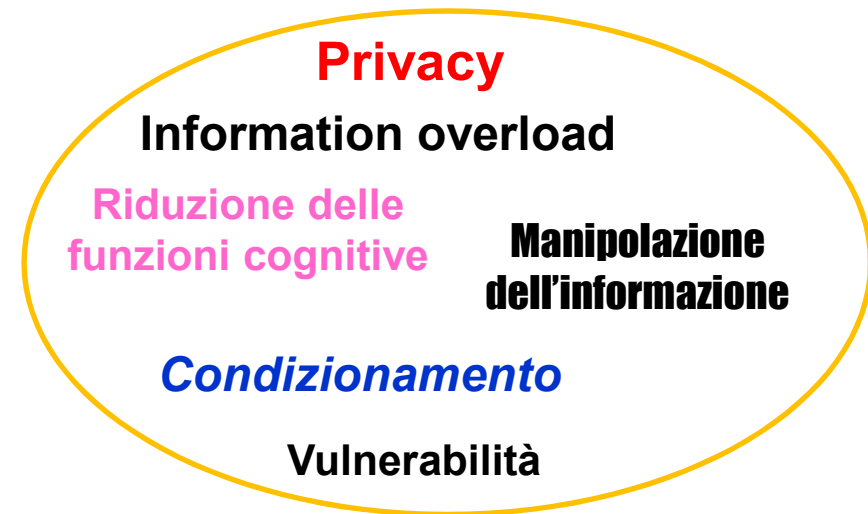 Privacy
Information overload
Riduzione delle
funzioni cognitive
Manipolazione
dell’informazione
Condizionamento
Vulnerabilità